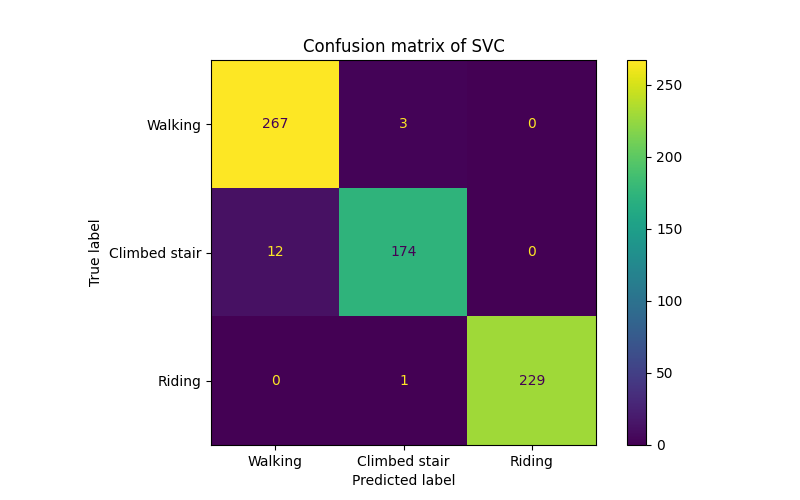 Confusion matrix of SVC
Walking 267 3 0
Climbed stair 12 174 0
Riding 0 1 229
Walking Climbed stair Riding
Predicted label
True label
250
200
150
100
50
0